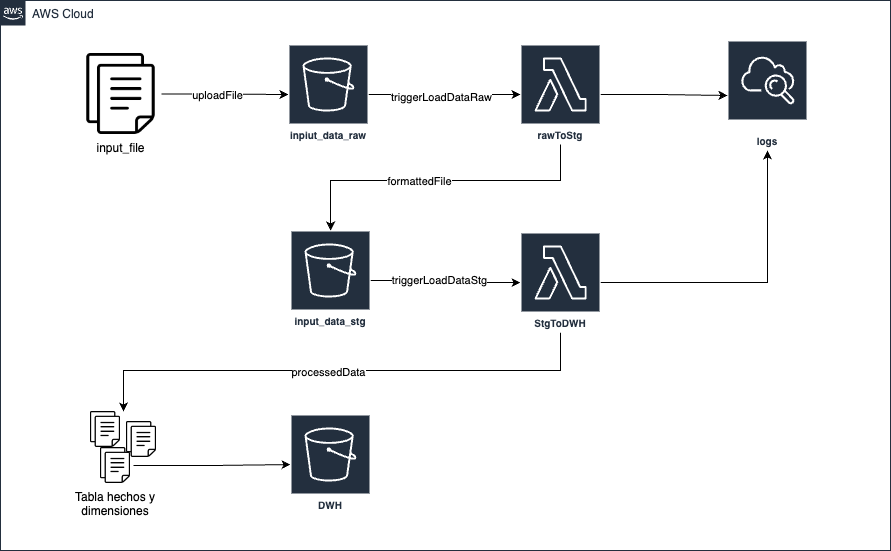 aws
AWS Cloud
uploadFile
triggerLoadDataRaw
input_file
inpiut_data_raw
rawToStg
logs
formattedFile
triggerLoadDataStg
input_data_stg
StgToDWH
processedData
Tabla hechos y
dimensiones
DWH